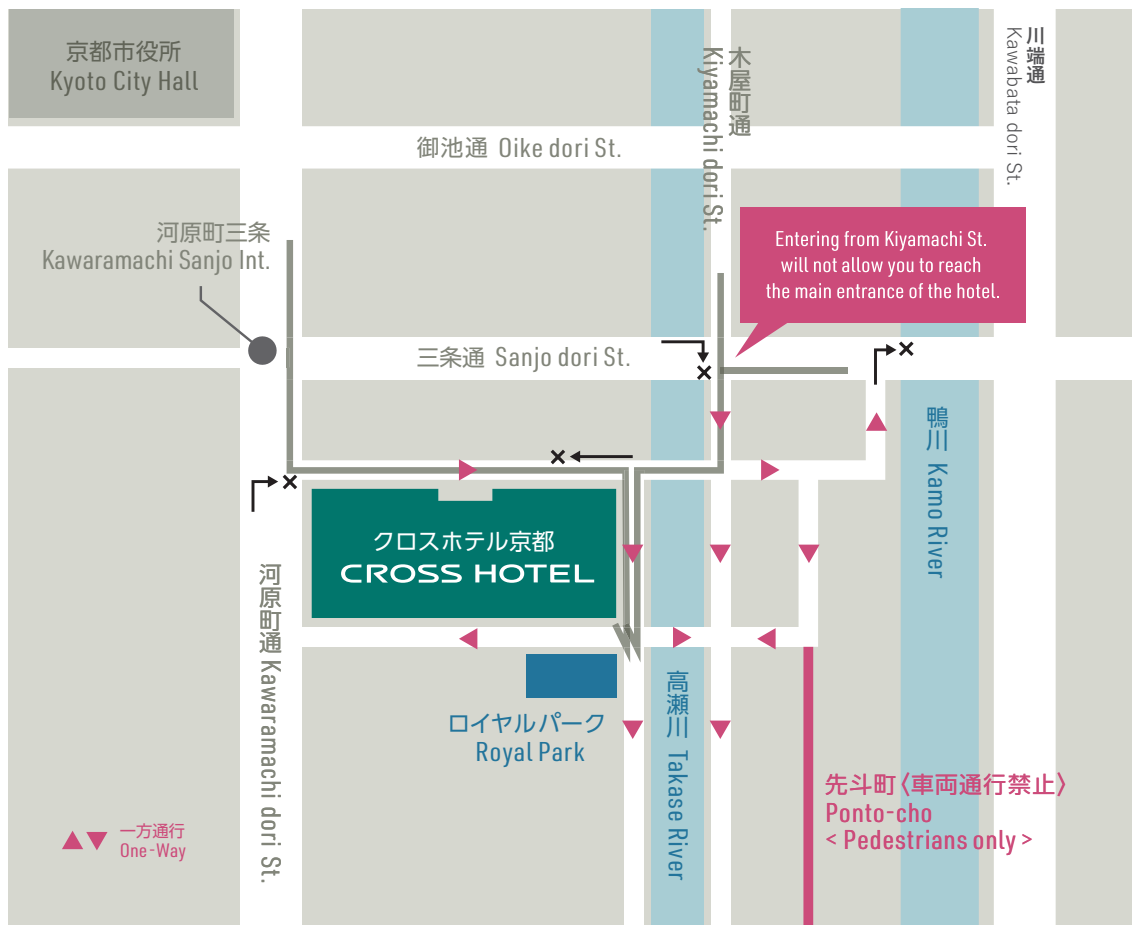 京都市役所
Kyoto City Hall
木屋町通
Kiyamachi dori St.
川端通
Kawabata dori St.
御池通 Oike dori St.
河原町三条
Kawaramachi Sanjo Int.
Entering from Kiyamachi St.
will not allow you to reach
the main entrance of the hotel.
三条通 Sanjo dori St.
鴨川 Kamo River
クロスホテル京都
CROSS HOTEL
河原町通 Kawaramachi dori St.
ロイヤルパーク
Royal Park
高瀬川 Takase River
先斗町〈車両通行禁止〉
Ponto-cho
< Pedestrians only >
一方通行
One-Way